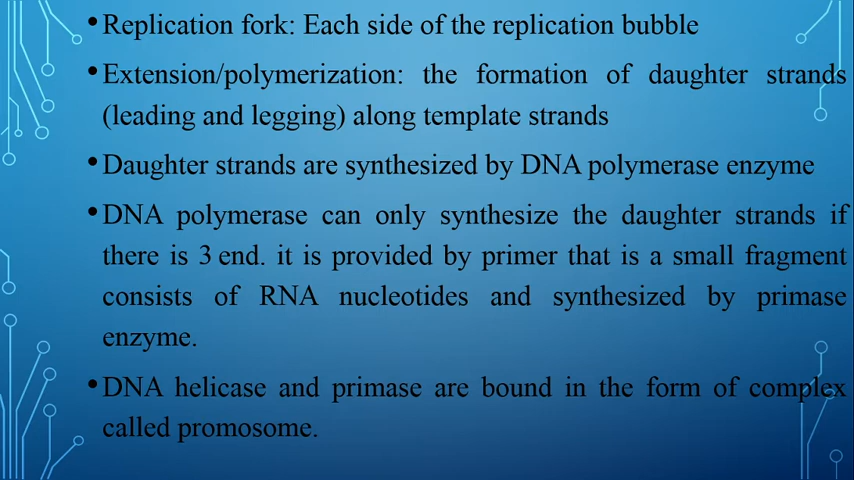 •Replication fork: Each side of the replication bubble
•Extension/polymerization: the formation of daughter strands
(leading and legging) along template strands
•Daughter strands are synthesized by DNA polymerase enzyme
•DNA polymerase can only synthesize the daughter strands if
there is 3 end. it is provided by primer that is a small fragment
consists of RNA nucleotides and synthesized by primase
enzyme.
•DNA helicase and primase are bound in the form of complex
called promosome.